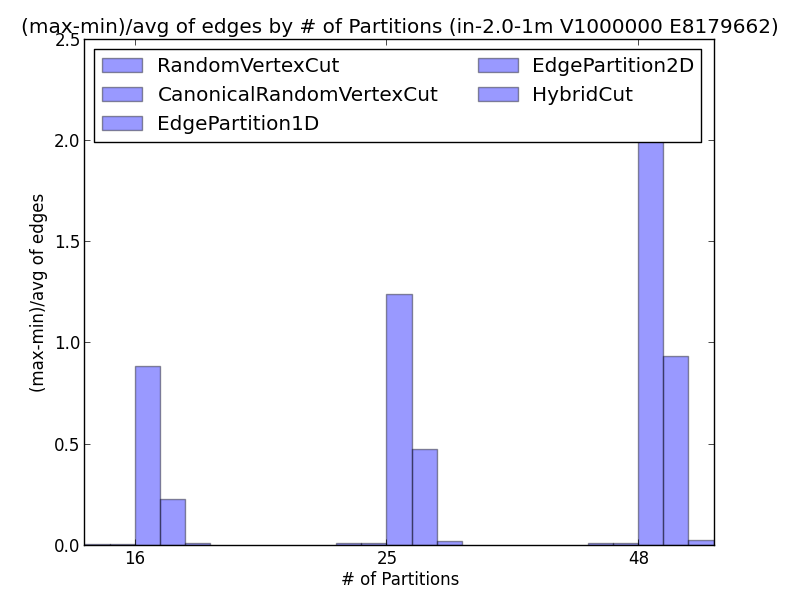 (max-min)/avg of edges by # of Partitions (in-2.0-1m V1000000 E8179662)
2.5
RandomVertexCut
CanonicalRandomVertexCut
EdgePartition1D
EdgePartition2D
HybridCut
2.0
1.5
1.0
0.5
0.0
(max-min)/avg of edges
16 25 48
# of Partitions